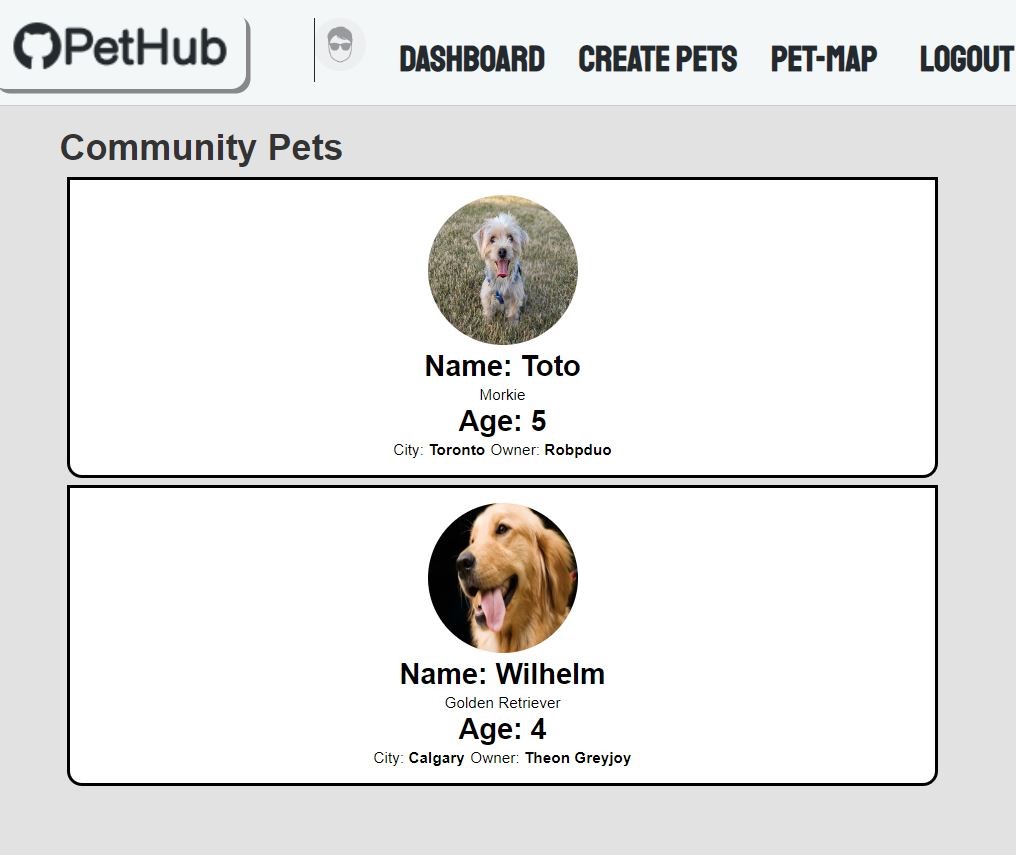 PetHub
DASHBOARD CREATE PETS PET-MAP LOGOUT
Community Pets
Name: Toto
Morkie
Age: 5
City: Toronto Owner: Robpduo
Name: Wilhelm
Golden Retriever
Age: 4
City: Calgary Owner: Theon Greyjoy